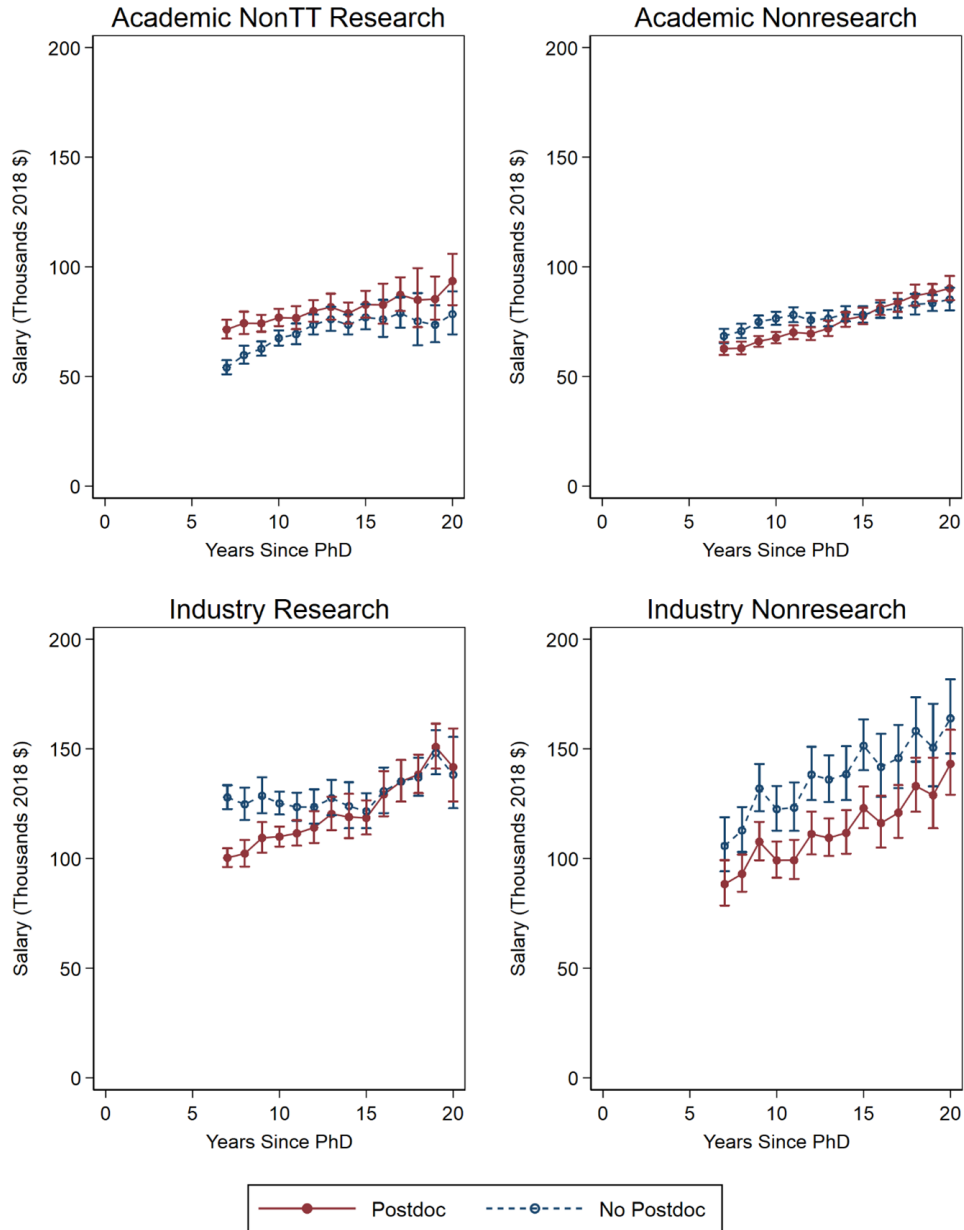 Academic NonTT Research
Academic Nonresearch
200
150
100
50
0
Salary (Thousands 2018 $)
0 5 10 15 20
Years Since PhD
200
150
100
50
0
Salary (Thousands 2018 $)
0 5 10 15 20
Years Since PhD
Industry Research
Industry Nonresearch
200
150
100
50
0
Salary (Thousands 2018 $)
0 5 10 15 20
Years Since PhD
200
150
100
50
0
Salary (Thousands 2018 $)
0 5 10 15 20
Years Since PhD
Postdoc No Postdoc